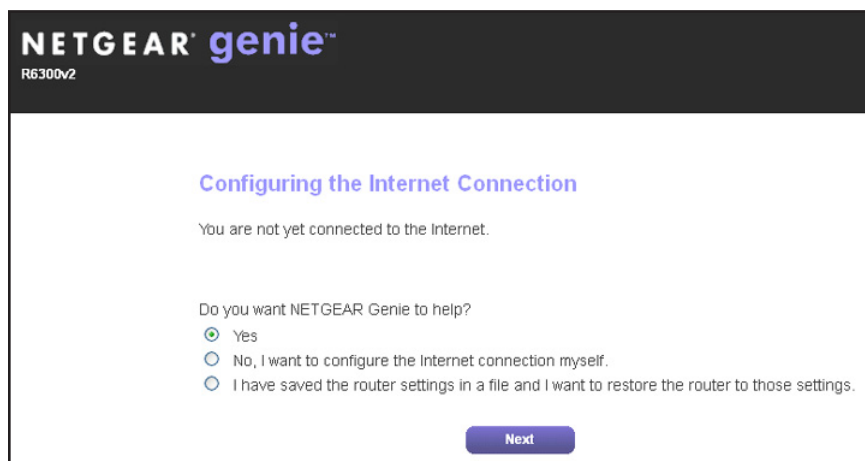 NETGEAR® genie™
R6300v2
Configuring the Internet Connection
You are not yet connected to the Internet.
Do you want NETGEAR Genie to help?
Yes
No, I want to configure the Internet connection myself.
I have saved the router settings in a file and I want to restore the router to those settings.
Next